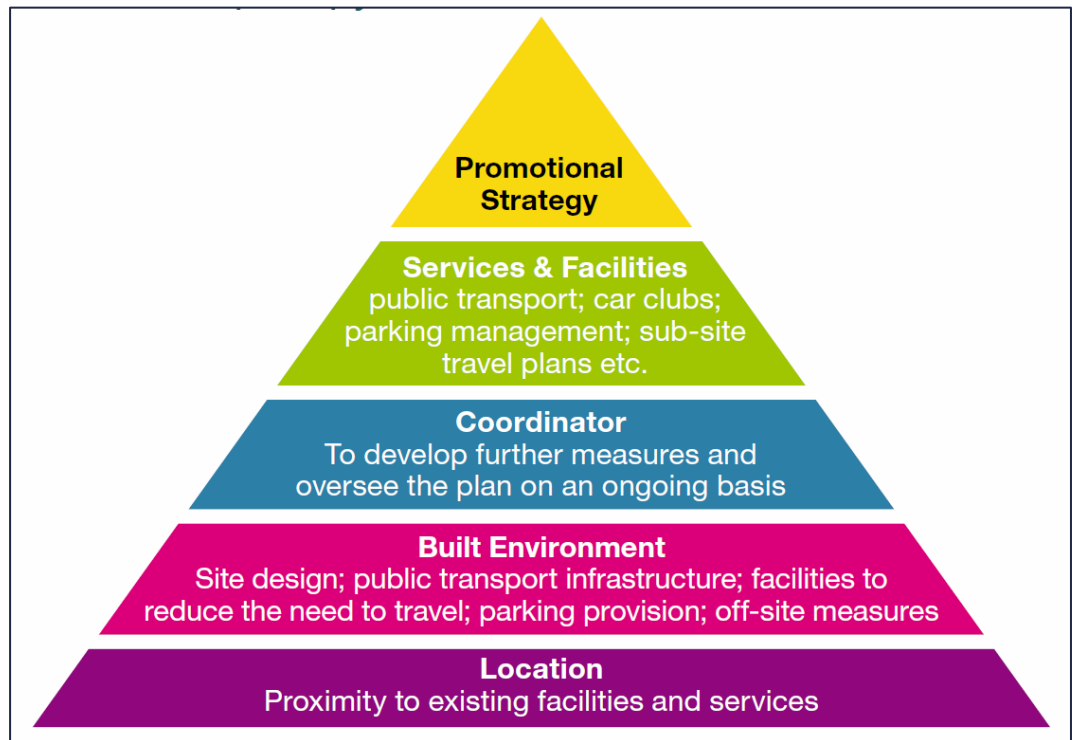 Promotional
Strategy
Services & Facilities
public transport; car clubs;
parking management; sub-site
travel plans etc.
Coordinator
To develop further measures and
oversee the plan on an ongoing basis
Built Environment
Site design; public transport infrastructure; facilities to
reduce the need to travel; parking provision; off-site measures
Location
Proximity to existing facilities and services